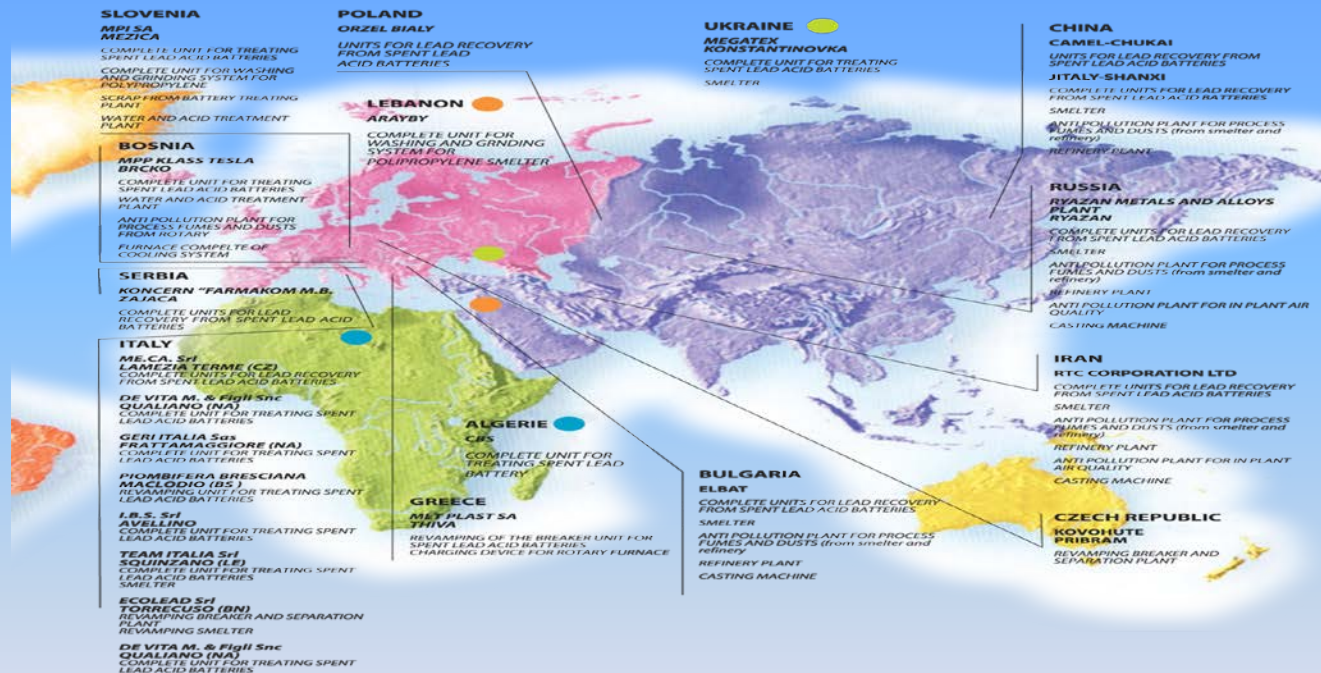 SLOVENIA
MPI SA
MEZICA
COMPLETE UNIT FOR TREATING
SPENT LEAD ACID BATTERIES
COMPLETE UNIT FOR WASHING
AND GRINDING SYSTEM FOR
POLYPROPYLENE
SCRAP FROM BATTERY TREATING
PLANT
WATER AND ACID TREATMENT
PLANT
BOSNIA
MPP KLASS TESLA
BRCKO
COMPLETE UNIT FOR TREATING
SPENT LEAD ACID BATTERIES
WATER AND ACID TREATMENT
PLANT
ANTI POLLUTION PLANT FOR
PROCESS FUMES AND DUSTS
FROM ROTARY
FURNACE COMPELTE OF
COOLING SYSTEM
SERBIA
KONCERN "FARMAKOM M.B.
ZAJACA
COMPLETE UNITS FOR LEAD
RECOVERY FROM SPENT LEAD ACID
BATTERIES
ITALY
ME.CA. Srl
LAMEZIA TERME (CZ)
COMPLETE UNITS FOR LEAD RECOVERY
FROM SPENT LEAD ACID BATTERIES
DE VITA M. & Figli Snc
QUALIANO (NA)
COMPLETE UNIT FOR TREATING SPENT
LEAD ACID BATTERIES
GERI ITALIA Sas
FRATTAMAGGIORE (NA)
COMPLETE UNIT FOR TREATING SPENT
LEAD ACID BATTERIES
PIOMBIFERA BRESCIANA
MACLODIO (BS )
REVAMPING UNIT FOR TREATING SPENT
LEAD ACID BATTERIES
I.B.S. Srl
AVELLINO
COMPLETE UNIT FOR TREATING SPENT
LEAD ACID BATTERIES
TEAM ITALIA Srl
SQUINZANO (LE)
COMPLETE UNIT FOR TREATING SPENT
LEAD ACID BATTERIES
SMELTER
ECOLEAD Srl
TORRECUSO (BN)
REVAMPING BREAKER AND SEPARATION
PLANT
REVAMPING SMELTER
DE VITA M. & Figli Snc
QUALIANO (NA)
COMPLETE UNIT FOR TREATING SPENT
LEAD ACID BATTERIES
POLAND
ORZEL BIALY
UNITS FOR LEAD RECOVERY
FROM SPENT LEAD
ACID BATTERIES
LEBANON
ARAYBY
COMPLETE UNIT FOR
WASHING AND GRNDING
SYSTEM FOR
POLIPROPYLENE SMELTER
ALGERIE
CBS
COMPLETE UNIT FOR
TREATING SPENT LEAD
BATTERY
GREECE
MET PLAST SA
THIVA
REVAMPING OF THE BREAKER UNIT FOR
SPENT LEAD ACID BATTERIES
CHARGING DEVICE FOR ROTARY FURNACE
UKRAINE
MEGATEX
KONSTANTINOVKA
COMPLETE UNIT FOR TREATING
SPENT LEAD ACID BATTERIES
SMELTER
BULGARIA
ELBAT
COMPLETE UNITS FOR LEAD RECOVERY
FROM SPENT LEAD ACID BATTERIES
SMELTER
ANTI POLLUTION PLANT FOR PROCESS
FUMES AND DUSTS (from smelter and
refinery
REFINERY PLANT
CASTING MACHINE
CHINA
CAMEL-CHUKAI
UNITS FOR LEAD RECOVERY FROM
SPENT LEAD ACID BATTERIES
JITALY-SHANXI
COMPLETE UNITS FOR LEAD RECOVERY
FROM SPENT LEAD ACID BATTERIES
SMELTER
ANTIPOLLUTION PLANT FOR PROCESS
FUMES AND DUSTS (from smelter and
refinery)
REFINERY PLANT
RUSSIA
RYAZAN METALS AND ALLOYS
PLANT
RYAZAN
COMPLETE UNITS FOR LEAD RECOVERY
FROM SPENT LEAD ACID BATTERIES
SMELTER
ANTIPOLLUTION PLANT FOR PROCESS
FUMES AND DUSTS (from smelter and
refinery)
REFINERY PLANT
ANTI POLLUTION PLANT FOR IN PLANT AIR
QUALITY
CASTING MACHINE
IRAN
RTC CORPORATION LTD
COMPLETE UNITS FOR LEAD RECOVERY
FROM SPENT LEAD ACID BATTERIES
SMELTER
ANTI POLLUTION PLANT FOR PROCESS
FUMES AND DUSTS (from smelter and
refinery)
REFINERY PLANT
ANTI POLLUTION PLANT FOR IN PLANT
AIR QUALITY
CASTING MACHINE
CZECH REPUBLIC
KOVOHUTE
PRIBRAM
REVAMPING BREAKER AND
SEPARATION PLANT